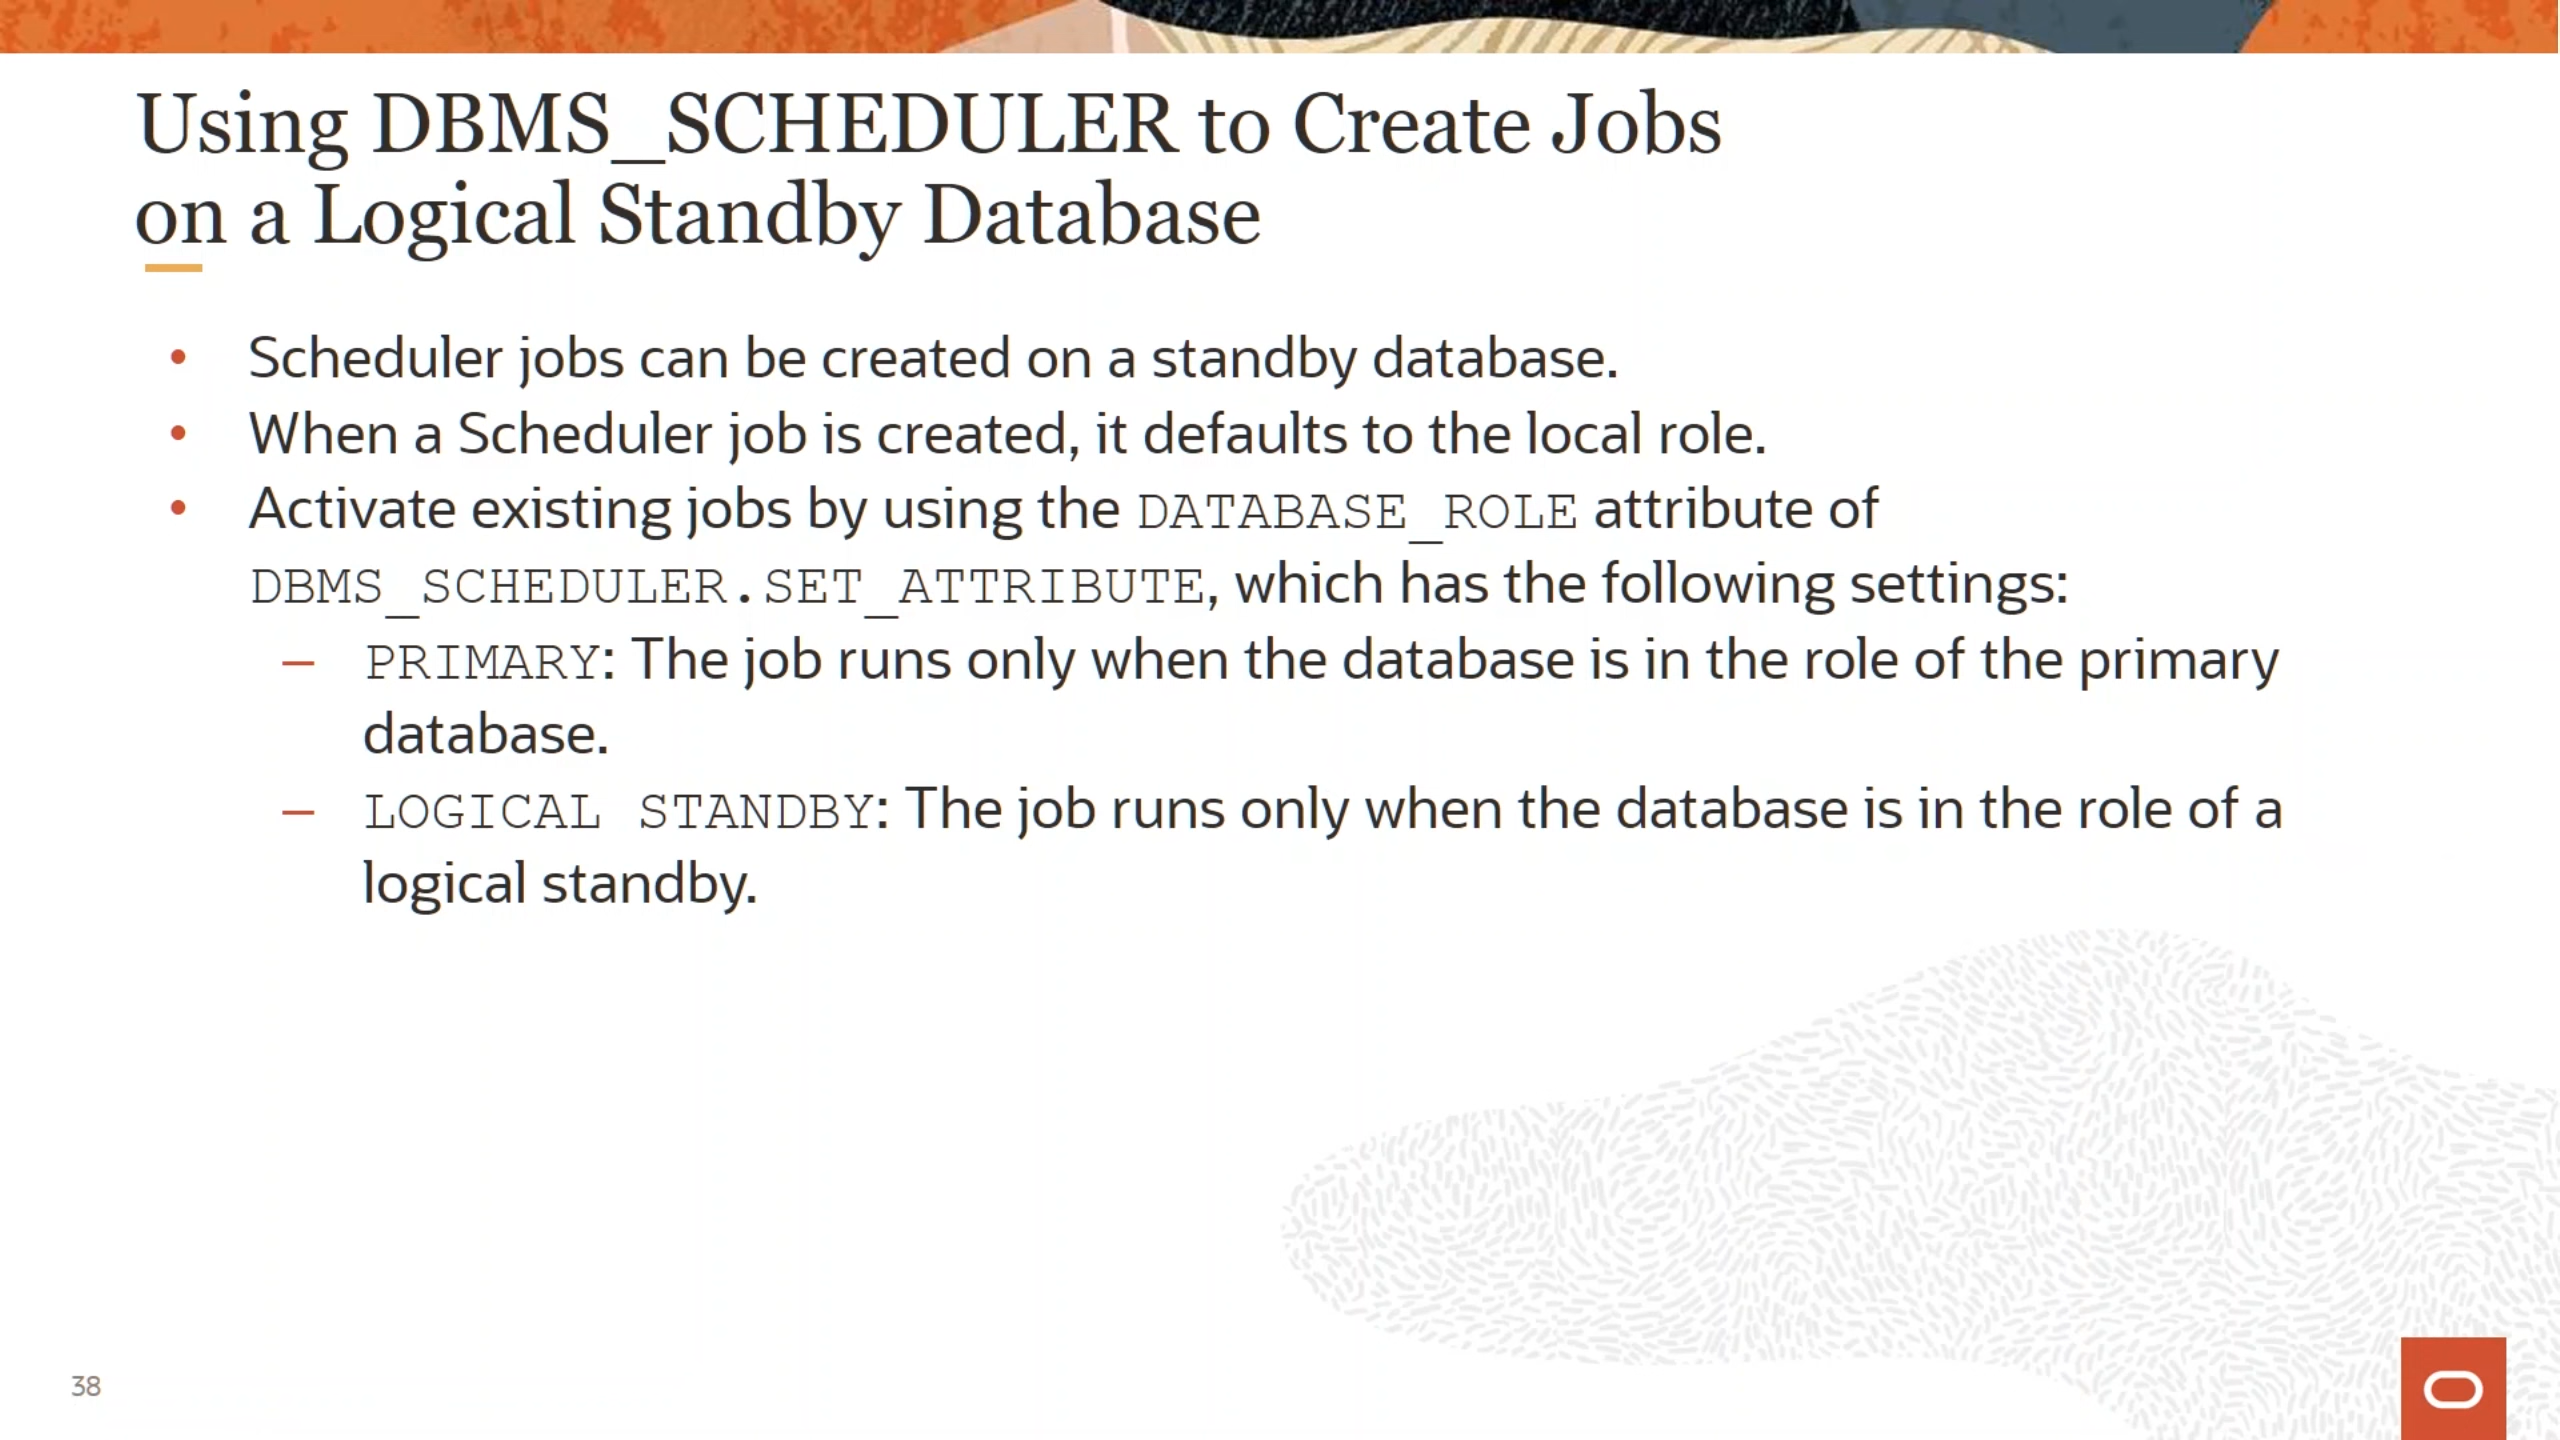 Using DBMS_SCHEDULER to Create Jobs
on a Logical Standby Database
• Scheduler jobs can be created on a standby database.
• When a Scheduler job is created, it defaults to the local role.
• Activate existing jobs by using the DATABASE_ROLE attribute of
DBMS_SCHEDULER.SET_ATTRIBUTE, which has the following settings:
– PRIMARY: The job runs only when the database is in the role of the primary
database.
– LOGICAL STANDBY: The job runs only when the database is in the role of a
logical standby.
38